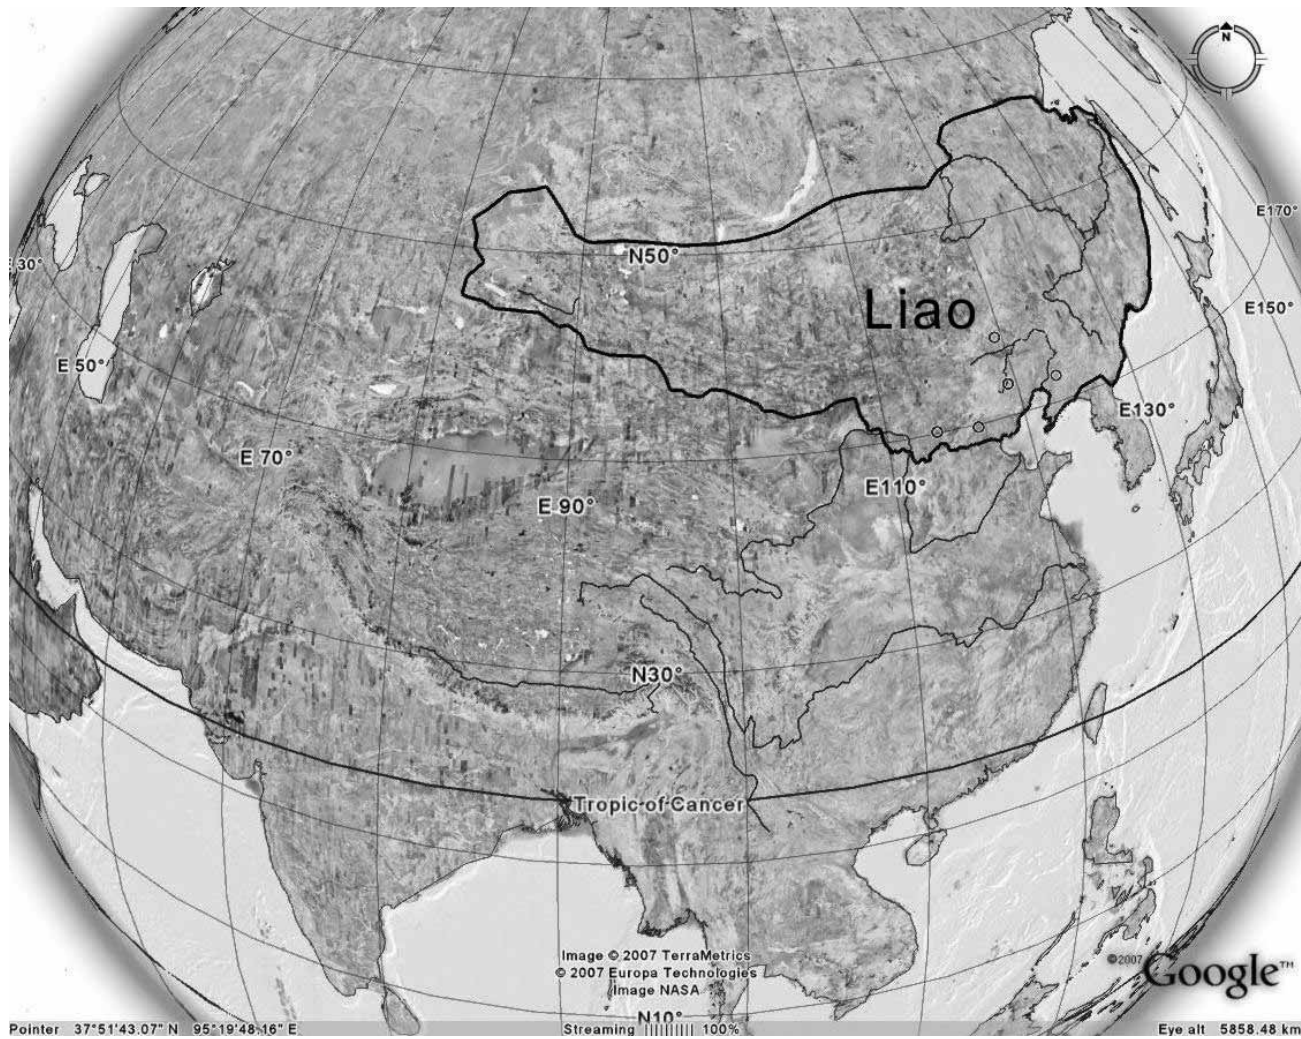 N
E170°
E 30°
N50°
E150°
Liao
E 50°
E130°
E 70°
E110°
E 90°
N30°
Tropic of Cancer
Image © 2007 TerraMetrics
© 2007 Europa Technologies
Image NASA
©2007 Google™
N10°
Pointer 37°51'43.07" N 95°19'48.16" E Streaming |||||||||| 100% Eye alt 5858.48 km